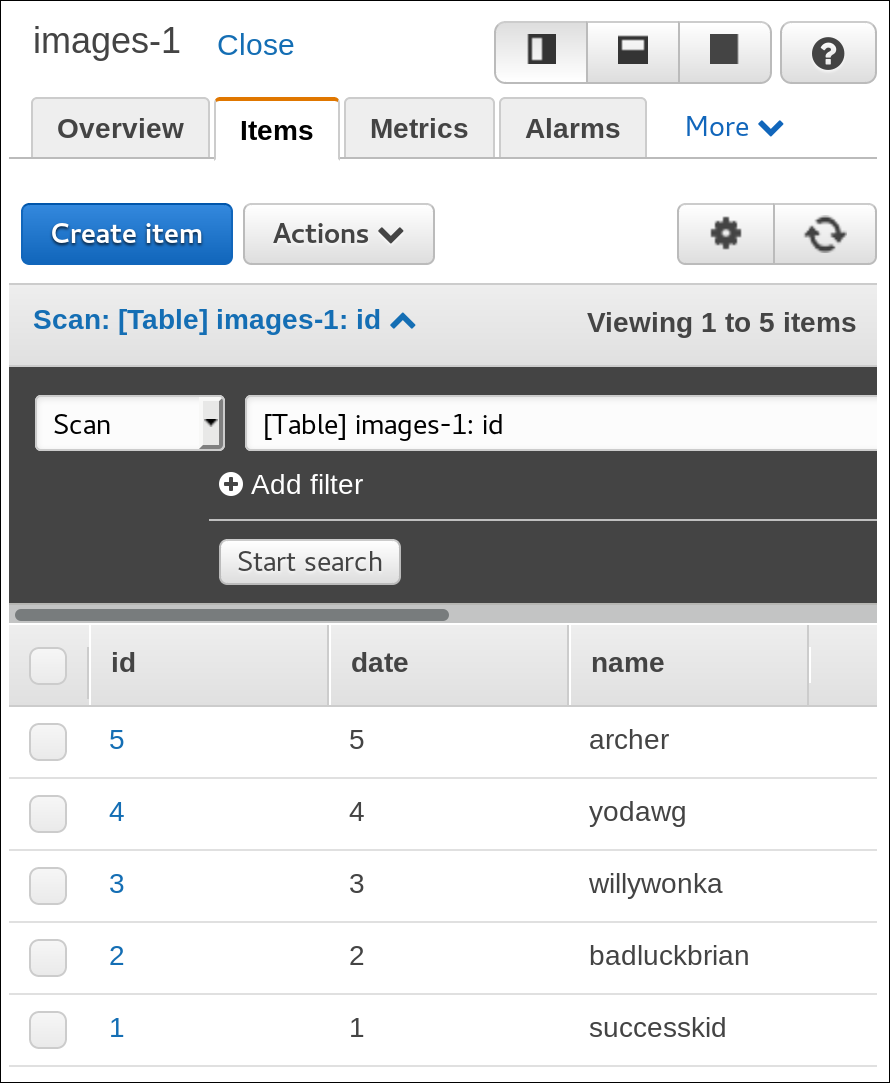 images-1 Close
Overview Items Metrics Alarms More
Create item Actions
Scan: [Table] images-1: id Viewing 1 to 5 items
Scan [Table] images-1: id
Add filter
Start search
id date name
5 5 archer
4 4 yodawg
3 3 willywonka
2 2 badluckbrian
1 1 successkid